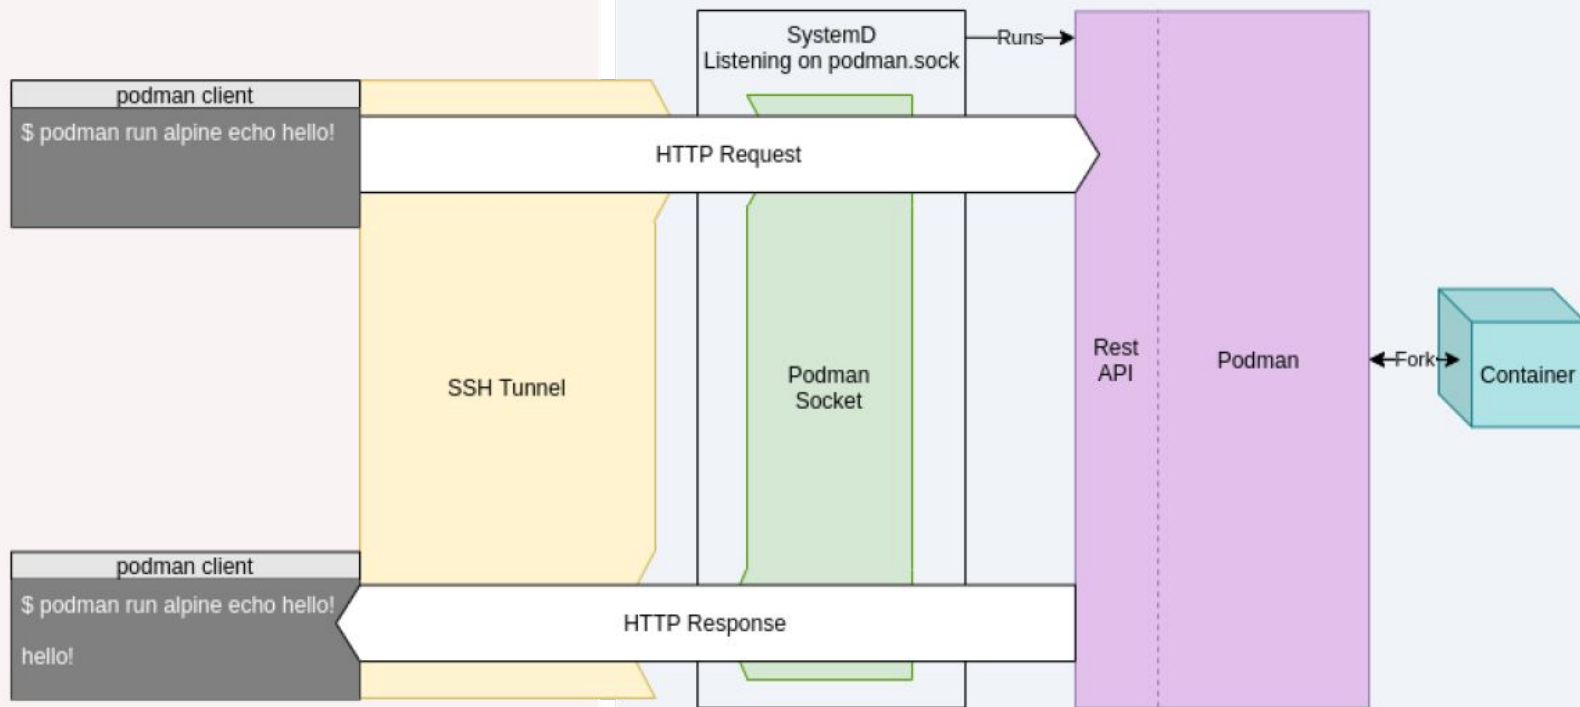 SystemD
Listening on podman.sock
Runs
podman client
$ podman run alpine echo hello!
HTTP Request
SSH Tunnel
Podman
Socket
Rest
API
Podman
Fork
Container
podman client
$ podman run alpine echo hello!
hello!
HTTP Response